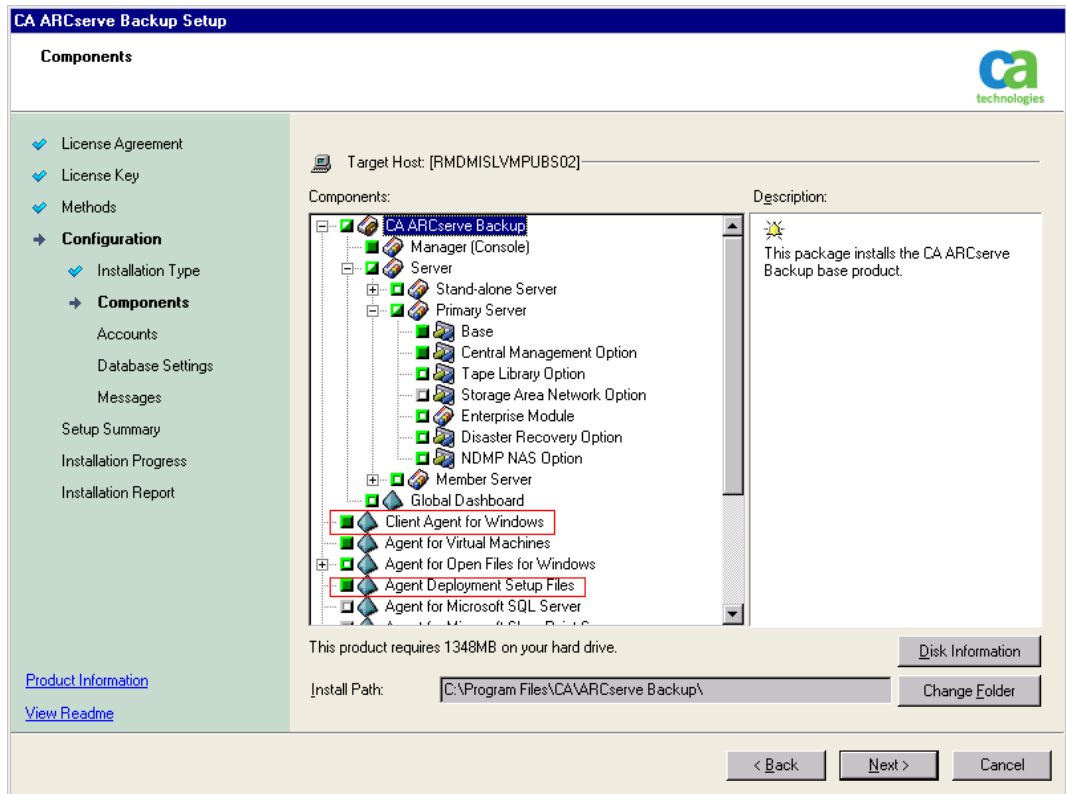 CA ARCserve Backup Setup
Components
ca
technologies
License Agreement
License Key
Methods
Configuration
Installation Type
Components
Accounts
Database Settings
Messages
Setup Summary
Installation Progress
Installation Report
Product Information
View Readme
Target Host: [RMDMISLVMPUBS02]
Components:
CA ARCserve Backup
Manager (Console)
Server
Stand-alone Server
Primary Server
Base
Central Management Option
Tape Library Option
Storage Area Network Option
Enterprise Module
Disaster Recovery Option
NDMP NAS Option
Member Server
Global Dashboard
Client Agent for Windows
Agent for Virtual Machines
Agent for Open Files for Windows
Agent Deployment Setup Files
Agent for Microsoft SQL Server
Description:
This package installs the CA ARCserve
Backup base product.
This product requires 1348MB on your hard drive.
Disk Information
Install Path:
C:\Program Files\CA\ARCserve Backup\
Change Folder
< Back
Next >
Cancel